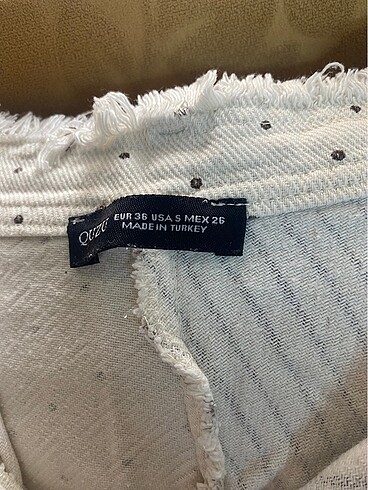 QUZU
EUR 36 USA S MEX 26
MADE IN TURKEY